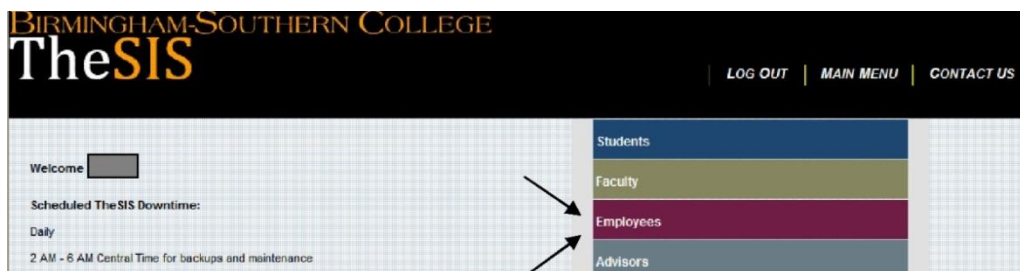 BIRMINGHAM-SOUTHERN COLLEGE
TheSIS
LOG OUT MAIN MENU CONTACT US
Students
Welcome
Faculty
Scheduled TheSIS Downtime:
Employees
Daily
2 AM - 6 AM Central Time for backups and maintenance
Advisors